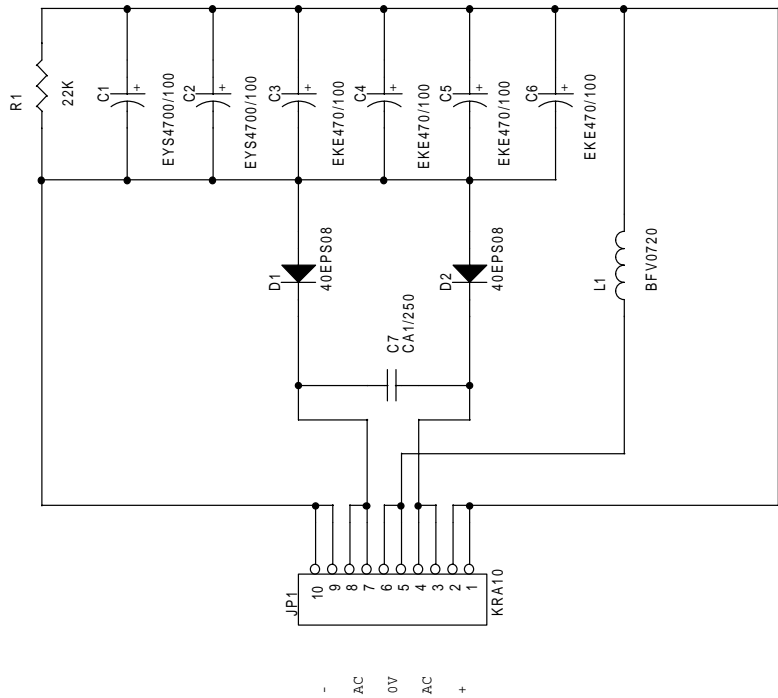 R1
22K
C1
EYS4700/100
C2
EYS4700/100
C3
EKE470/100
C4
EKE470/100
C5
EKE470/100
C6
EKE470/100
+
+
+
+
+
+
D1
40EPS08
D2
40EPS08
L1
BFV0720
C7
CA1/250
JP1
10
9
8
7
6
5
4
3
2
1
KRA10
-
AC
0V
AC
+